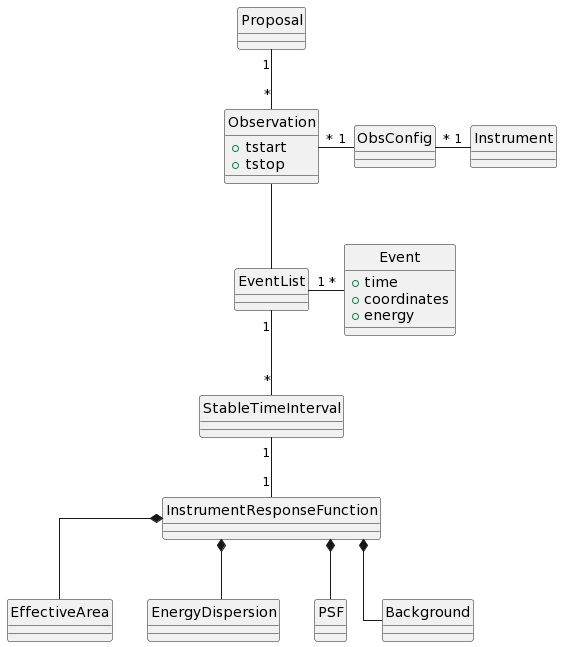 Proposal
1
*
Observation
tstart
tstop
* 1
ObsConfig
* 1
Instrument
EventList
1 *
Event
time
coordinates
energy
1
*
StableTimeInterval
1
1
InstrumentResponseFunction
EffectiveArea
EnergyDispersion
PSF
Background